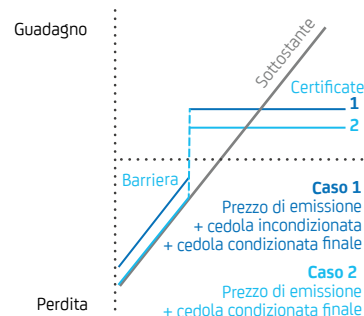 Guadagno
Sottostante
Certificate
1
2
Barriera
Caso 1
Prezzo di emissione
+ cedola incondizionata
+ cedola condizionata finale
Caso 2
Prezzo di emissione
+ cedola condizionata finale
Perdita